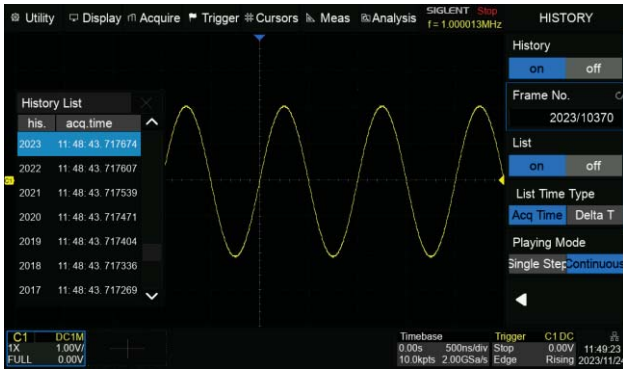 Utility Display Acquire Trigger Cursors Meas Analysis
SIGLENT Stop
f = 1.000013MHz
HISTORY
History
on off
Frame No.
2023/10370
List
on off
List Time Type
Acq Time Delta T
Playing Mode
Single Step Continuous
History List
his. acq.time
2023 11: 48: 43. 717674
2022 11: 48: 43. 717607
2021 11: 48: 43. 717539
2020 11: 48: 43. 717471
2019 11: 48: 43. 717404
2018 11: 48: 43. 717336
2017 11: 48: 43. 717269
C1 DC1M
1X 1.00V/
FULL 0.00V
Timebase
0.00s 500ns/div
10.0kpts 2.00GSa/s
Trigger C1 DC
Stop 0.00V
Edge Rising
11:49:23
2023/11/24